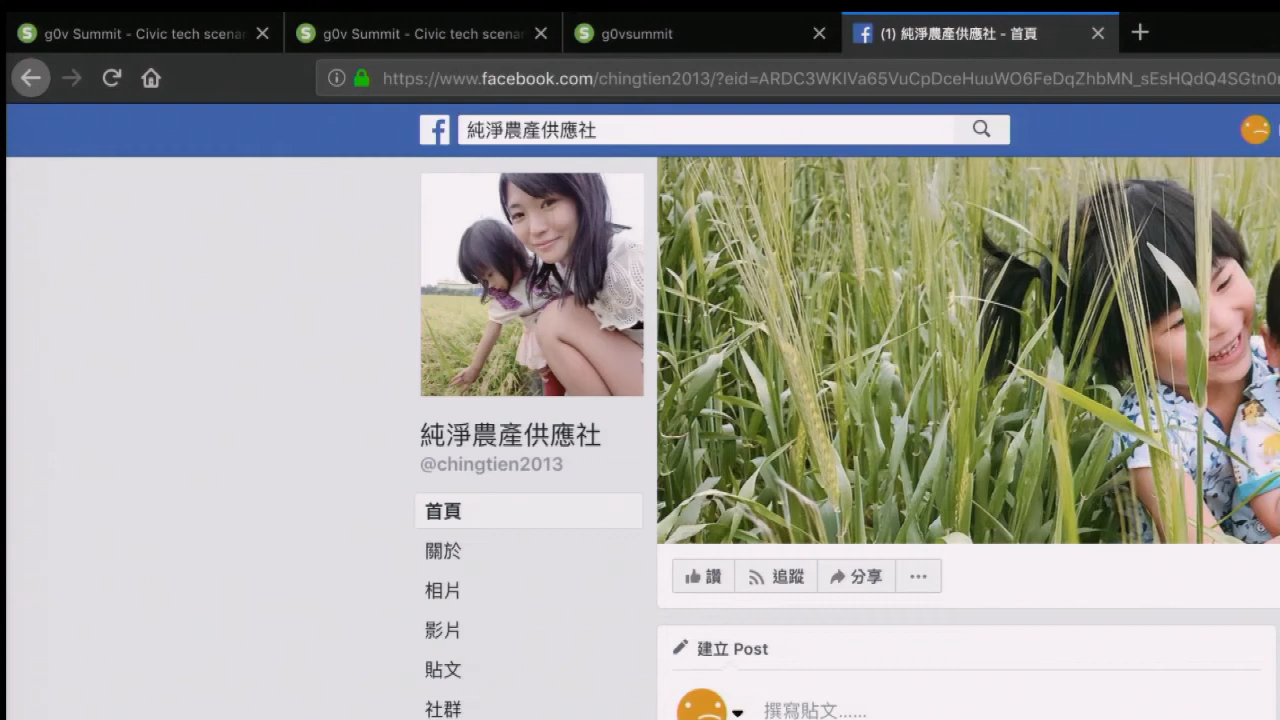 g0v Summit - Civic tech scenar
g0v Summit - Civic tech scenar
g0vsummit
(1) 純淨農產供應社 - 首頁
https://www.facebook.com/chingtien2013/?eid=ARDC3WKIVa65VuCpDceHuuWO6FeDqZhbMN_sEsHQdQ4SGtn0
純淨農產供應社
純淨農產供應社
@chingtien2013
首頁
關於
相片
影片
貼文
社群
讚 追蹤 分享
建立 Post
撰寫貼文......